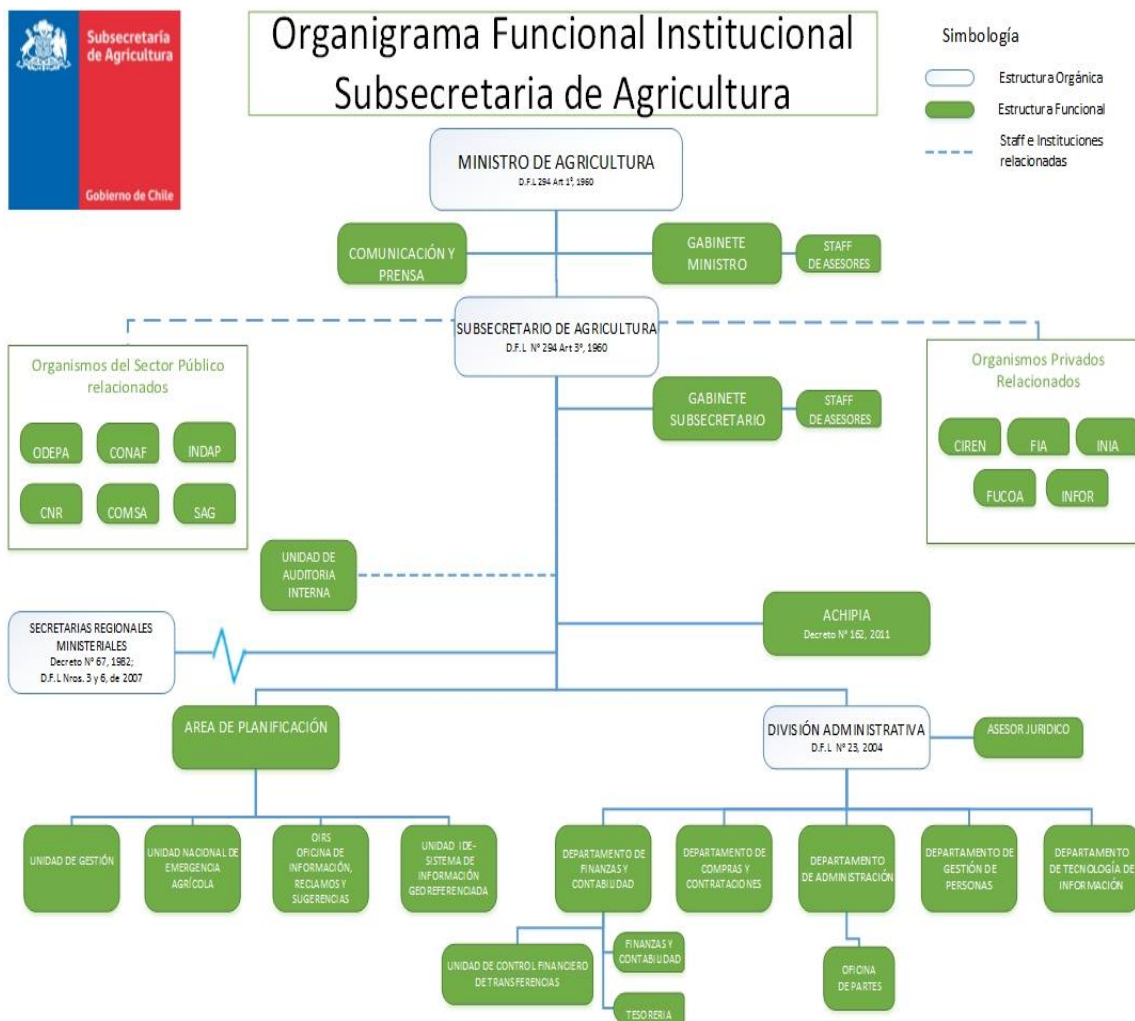 Subsecretaría
de Agricultura
Gobierno de Chile
Organigrama Funcional Institucional
Subsecretaria de Agricultura
Simbología
Estructura Orgánica
Estructura Funcional
Staff e Instituciones
relacionadas
MINISTRO DE AGRICULTURA
D.F.L 294 Art 1º, 1960
COMUNICACIÓN Y
PRENSA
GABINETE
MINISTRO
STAFF
DE ASESORES
SUBSECRETARIO DE AGRICULTURA
D.F.L Nº 294 Art 3º, 1960
Organismos del Sector Público
relacionados
ODEPA
CONAF
INDAP
CNR
COMSA
SAG
GABINETE
SUBSECRETARIO
STAFF
DE ASESORES
Organismos Privados
Relacionados
CIREN
FIA
INIA
FUCOA
INFOR
UNIDAD DE
AUDITORIA
INTERNA
SECRETARIAS REGIONALES
MINISTERIALES
Decreto Nº 67, 1982;
D.F.L Nros. 3 y 6, de 2007
ACHIPIA
Decreto Nº 162, 2011
AREA DE PLANIFICACIÓN
DIVISIÓN ADMINISTRATIVA
D.F.L Nº 23, 2004
ASESOR JURIDICO
UNIDAD DE GESTIÓN
UNIDAD NACIONAL DE
EMERGENCIA
AGRÍCOLA
OIRS
OFICINA DE
INFORMACIÓN,
RECLAMOS Y
SUGERENCIAS
UNIDAD IDE-
SISTEMA DE
INFORMACIÓN
GEOREFERENCIADA
DEPARTAMENTO DE
FINANZAS Y
CONTABILIDAD
DEPARTAMENTO DE
COMPRAS Y
CONTRATACIONES
DEPARTAMENTO
DE ADMINISTRACIÓN
DEPARTAMENTO DE
GESTIÓN DE
PERSONAS
DEPARTAMENTO
DE TECNOLOGÍA DE
INFORMACIÓN
UNIDAD DE CONTROL FINANCIERO
DE TRANSFERENCIAS
FINANZAS Y
CONTABILIDAD
TESORERIA
OFICINA
DE PARTES